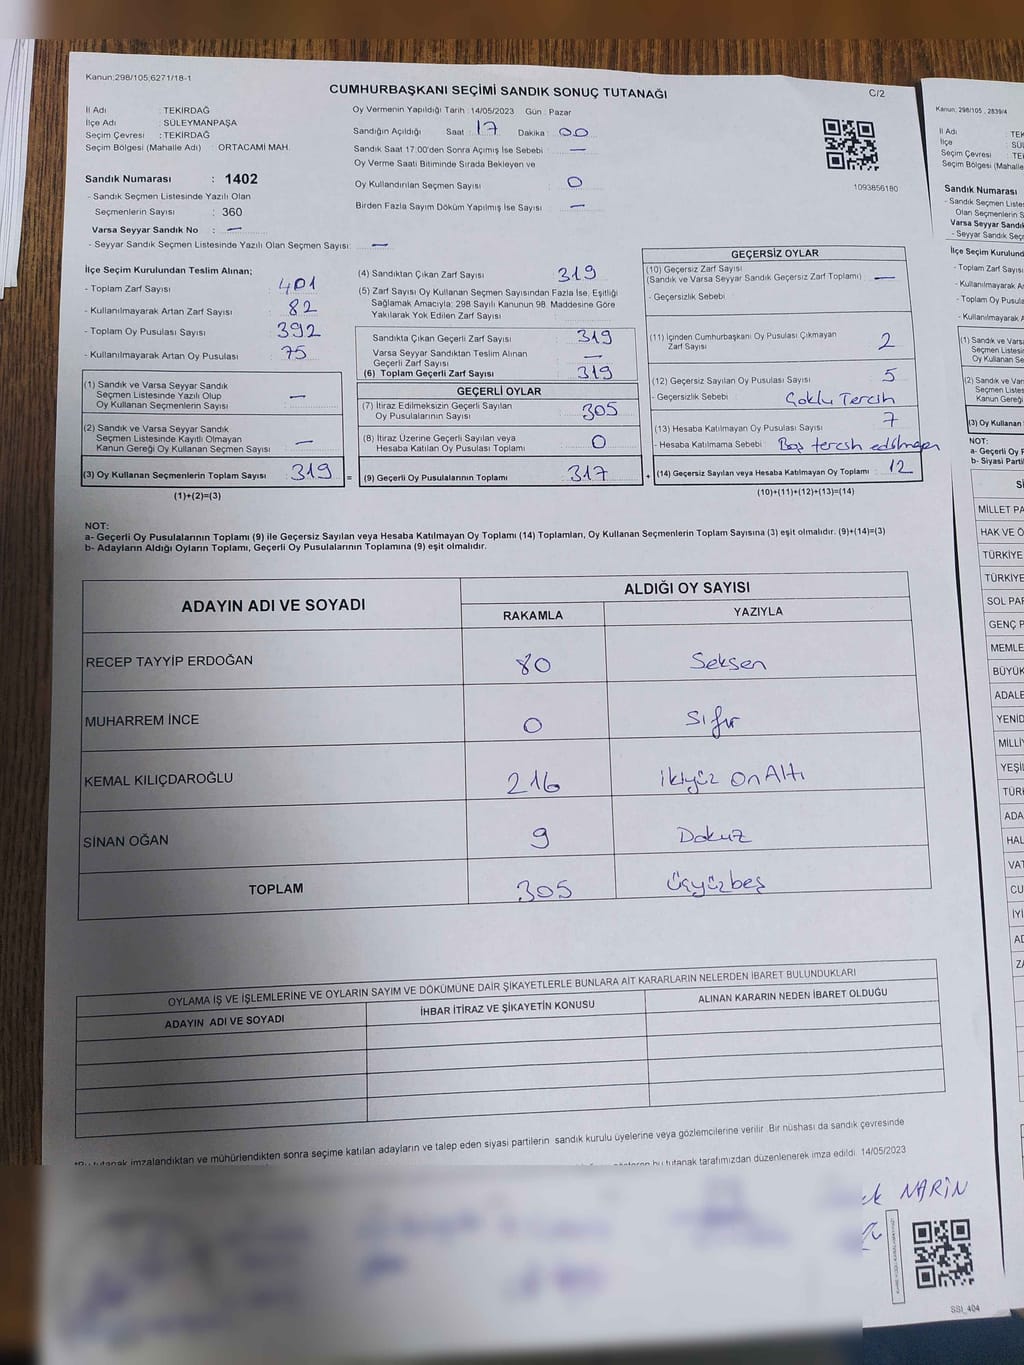 Kanun;298/105,6271/18-1
CUMHURBAŞKANI SEÇİMİ SANDIK SONUÇ TUTANAĞI
C/2
İl Adı : TEKİRDAĞ
İlçe Adı : SÜLEYMANPAŞA
Seçim Çevresi : TEKİRDAĞ
Seçim Bölgesi (Mahalle Adı) : ORTACAMİ MAH.
Sandık Numarası : 1402
- Sandık Seçmen Listesinde Yazılı Olan
Seçmenlerin Sayısı : 360
Varsa Seyyar Sandık No : —
- Seyyar Sandık Seçmen Listesinde Yazılı Olan Seçmen Sayısı: —
Oy Vermenin Yapıldığı Tarih : 14/05/2023 Gün : Pazar
Sandığın Açıldığı Saat : 17 Dakika : 00
Sandık Saat 17:00'den Sonra Açımış İse Sebebi : —
Oy Verme Saati Bitiminde Sırada Bekleyen ve
Oy Kullandırılan Seçmen Sayısı : 0
Birden Fazla Sayım Döküm Yapılmış İse Sayısı : —
1093856180
İlçe Seçim Kurulundan Teslim Alınan;
- Toplam Zarf Sayısı : 401
- Kullanılmayarak Artan Zarf Sayısı : 82
- Toplam Oy Pusulası Sayısı : 392
- Kullanılmayarak Artan Oy Pusulası : 75
(1) Sandık ve Varsa Seyyar Sandık
Seçmen Listesinde Yazılı Olup
Oy Kullanan Seçmenlerin Sayısı : —
(2) Sandık ve Varsa Seyyar Sandık
Seçmen Listesinde Kayıtlı Olmayan
Kanun Gereği Oy Kullanan Seçmen Sayısı : —
(3) Oy Kullanan Seçmenlerin Toplam Sayısı : 319 =
(1)+(2)=(3)
(4) Sandıktan Çıkan Zarf Sayısı : 319
(5) Zarf Sayısı Oy Kullanan Seçmen Sayısından Fazla İse, Eşitliği
Sağlamak Amacıyla; 298 Sayılı Kanunun 98. Maddesine Göre
Yakılarak Yok Edilen Zarf Sayısı :
Sandıkta Çıkan Geçerli Zarf Sayısı : 319
Varsa Seyyar Sandıktan Teslim Alınan
Geçerli Zarf Sayısı : —
(6) Toplam Geçerli Zarf Sayısı : 319
GEÇERLİ OYLAR
(7) İtiraz Edilmeksizin Geçerli Sayılan
Oy Pusulalarının Sayısı : 305
(8) İtiraz Üzerine Geçerli Sayılan veya
Hesaba Katılan Oy Pusulası Toplamı : 0
(9) Geçerli Oy Pusulalarının Toplamı : 317 +
GEÇERSİZ OYLAR
(10) Geçersiz Zarf Sayısı
(Sandık ve Varsa Seyyar Sandık Geçersiz Zarf Toplamı) : —
- Geçersizlik Sebebi :
(11) İçinden Cumhurbaşkanı Oy Pusulası Çıkmayan
Zarf Sayısı : 2
(12) Geçersiz Sayılan Oy Pusulası Sayısı : 5
- Geçersizlik Sebebi : Çoklu Tercih
(13) Hesaba Katılmayan Oy Pusulası Sayısı : 7
- Hesaba Katılmama Sebebi : Boş tercih edilmeyen
(14) Geçersiz Sayılan veya Hesaba Katılmayan Oy Toplamı : 12
(10)+(11)+(12)+(13)=(14)
NOT:
a- Geçerli Oy Pusulalarının Toplamı (9) ile Geçersiz Sayılan veya Hesaba Katılmayan Oy Toplamı (14) Toplamları, Oy Kullanan Seçmenlerin Toplam Sayısına (3) eşit olmalıdır. (9)+(14)=(3)
b- Adayların Aldığı Oyların Toplamı, Geçerli Oy Pusulalarının Toplamına (9) eşit olmalıdır.
ADAYIN ADI VE SOYADI
ALDIĞI OY SAYISI
RAKAMLA YAZIYLA
RECEP TAYYİP ERDOĞAN 80 Seksen
MUHARREM İNCE 0 Sıfır
KEMAL KILIÇDAROĞLU 216 İkiyüz On Altı
SİNAN OĞAN 9 Dokuz
TOPLAM 305 Üçyüzbeş
OYLAMA İŞ VE İŞLEMLERİNE VE OYLARIN SAYIM VE DÖKÜMÜNE DAİR ŞİKAYETLERLE BUNLARA AİT KARARLARIN NELERDEN İBARET BULUNDUKLARI
ADAYIN ADI VE SOYADI
İHBAR İTİRAZ VE ŞİKAYETİN KONUSU
ALINAN KARARIN NEDEN İBARET OLDUĞU
*Bu tutanak imzalandıktan ve mühürlendikten sonra seçime katılan adayların ve talep eden siyasi partilerin sandık kurulu üyelerine veya gözlemcilerine verilir. Bir nüshası da sandık çevresinde
bu tutanak tarafımızdan düzenlenerek imza edildi. 14/05/2023
NARİN
SSİ_404
Kanun; 298/105, 2839/4
İl Adı : TEK
İlçe : SÜ
Seçim Çevresi : TE
Seçim Bölgesi (Mahalle
Sandık Numarası
- Sandık Seçmen Liste
Olan Seçmenlerin S
Varsa Seyyar Sandı
- Seyyar Sandık Seç
İlçe Seçim Kurulundan
- Toplam Zarf Sayısı
- Kullanılmayarak A
- Toplam Oy Pusula
- Kullanılmayarak
(1) Sandık ve Vars
Seçmen Listesin
Oy Kullanan Se
(2) Sandık ve Vars
Seçmen Listes
Kanun Gereği
(3) Oy Kullanan
NOT:
a- Geçerli Oy P
b- Siyasi Parti
Sİ
MİLLET PA
HAK VE Ö
TÜRKİYE
TÜRKİYE
SOL PAR
GENÇ P
MEMLE
BÜYÜK
ADALE
YENİD
MİLLİ
YEŞİL
TÜR
ADA
HAL
VAT
CU
İYİ
AD
ZA